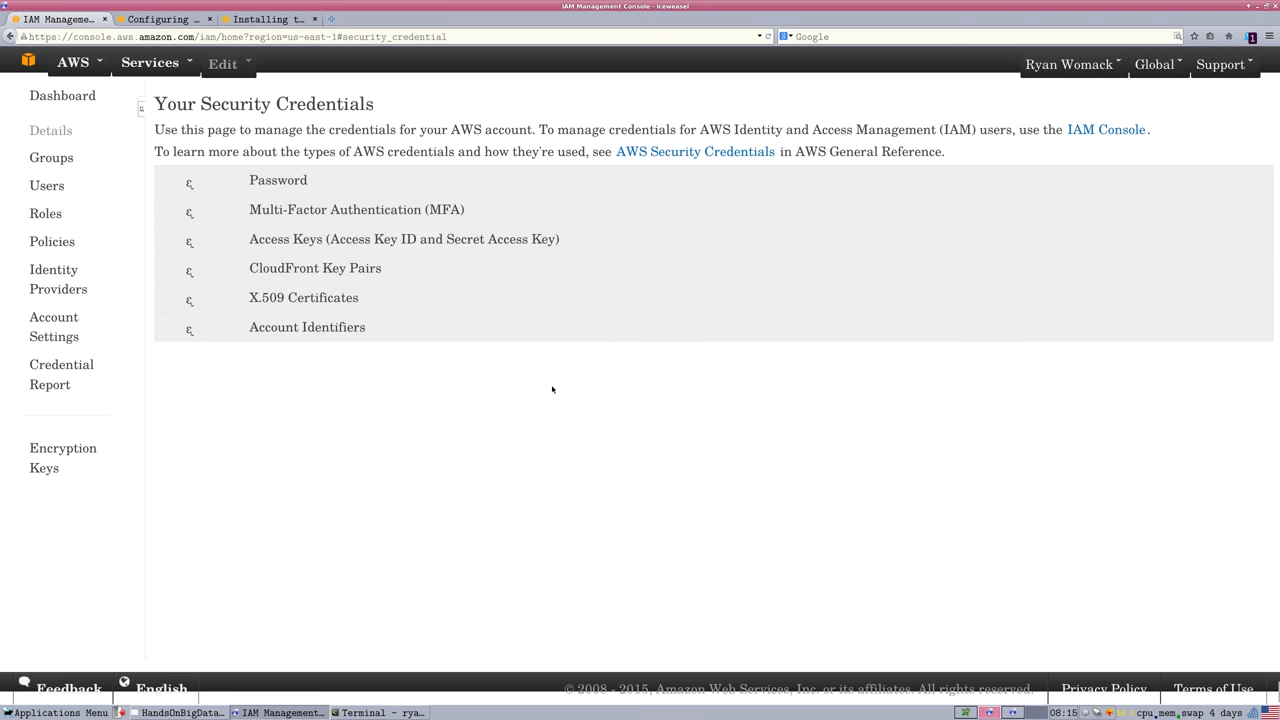 IAM Management Console - Iceweasel
IAM Manageme... × Configuring ... × Installing t... ×
https://console.aws.amazon.com/iam/home?region=us-east-1#security_credential
Google
1
AWS Services Edit Ryan Womack Global Support
Dashboard
Details
Groups
Users
Roles
Policies
Identity
Providers
Account
Settings
Credential
Report
Encryption
Keys
Your Security Credentials
Use this page to manage the credentials for your AWS account. To manage credentials for AWS Identity and Access Management (IAM) users, use the IAM Console.
To learn more about the types of AWS credentials and how they're used, see AWS Security Credentials in AWS General Reference.
Password
Multi-Factor Authentication (MFA)
Access Keys (Access Key ID and Secret Access Key)
CloudFront Key Pairs
X.509 Certificates
Account Identifiers
Feedback English © 2008 - 2015, Amazon Web Services, Inc. or its affiliates. All rights reserved. Privacy Policy Terms of Use
Applications Menu HandsOnBigData... IAM Management... Terminal - rya... 08:15 cpu mem swap 4 days